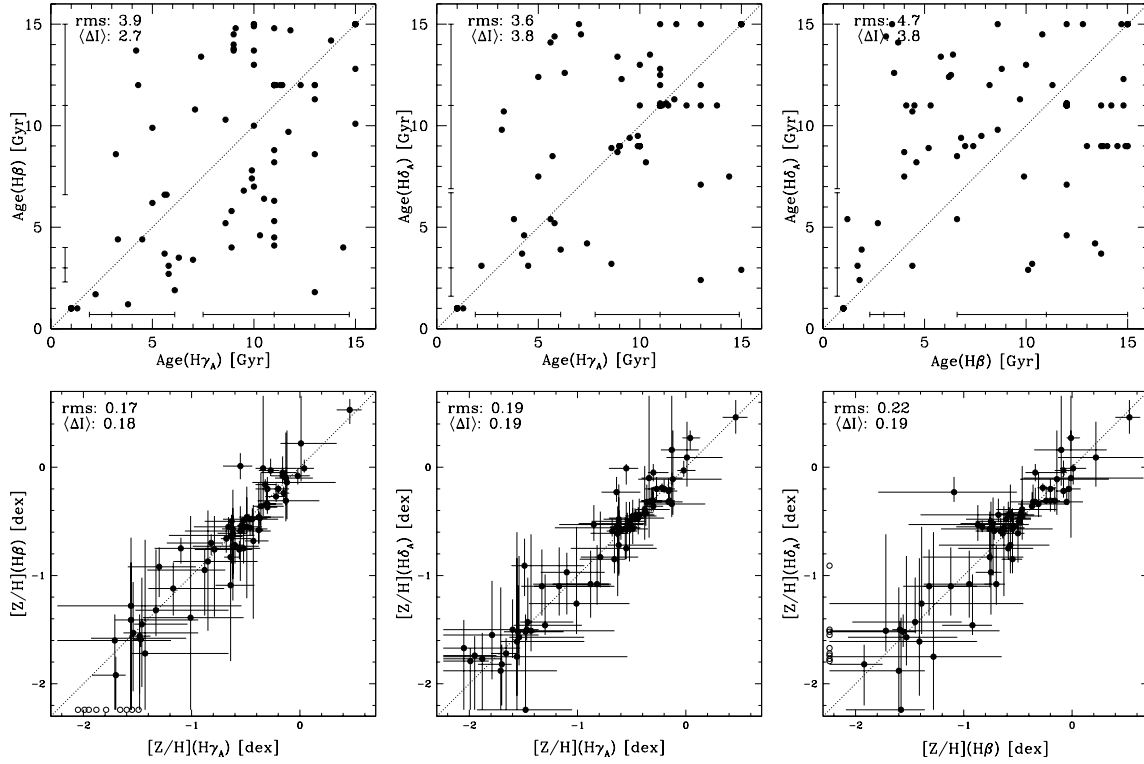 rms: 3.9
⟨ΔI⟩: 2.7
15
10
5
0
Age(Hβ) [Gyr]
0 5 10 15
Age(Hγ_A) [Gyr]
rms: 3.6
⟨ΔI⟩: 3.8
15
10
5
0
Age(Hδ_A) [Gyr]
0 5 10 15
Age(Hγ_A) [Gyr]
rms: 4.7
⟨ΔI⟩: 3.8
15
10
5
0
Age(Hδ_A) [Gyr]
0 5 10 15
Age(Hβ) [Gyr]
rms: 0.17
⟨ΔI⟩: 0.18
0
-1
-2
[Z/H](Hβ) [dex]
-2 -1 0
[Z/H](Hγ_A) [dex]
rms: 0.19
⟨ΔI⟩: 0.19
0
-1
-2
[Z/H](Hδ_A) [dex]
-2 -1 0
[Z/H](Hγ_A) [dex]
rms: 0.22
⟨ΔI⟩: 0.19
0
-1
-2
[Z/H](Hδ_A) [dex]
-2 -1 0
[Z/H](Hβ) [dex]